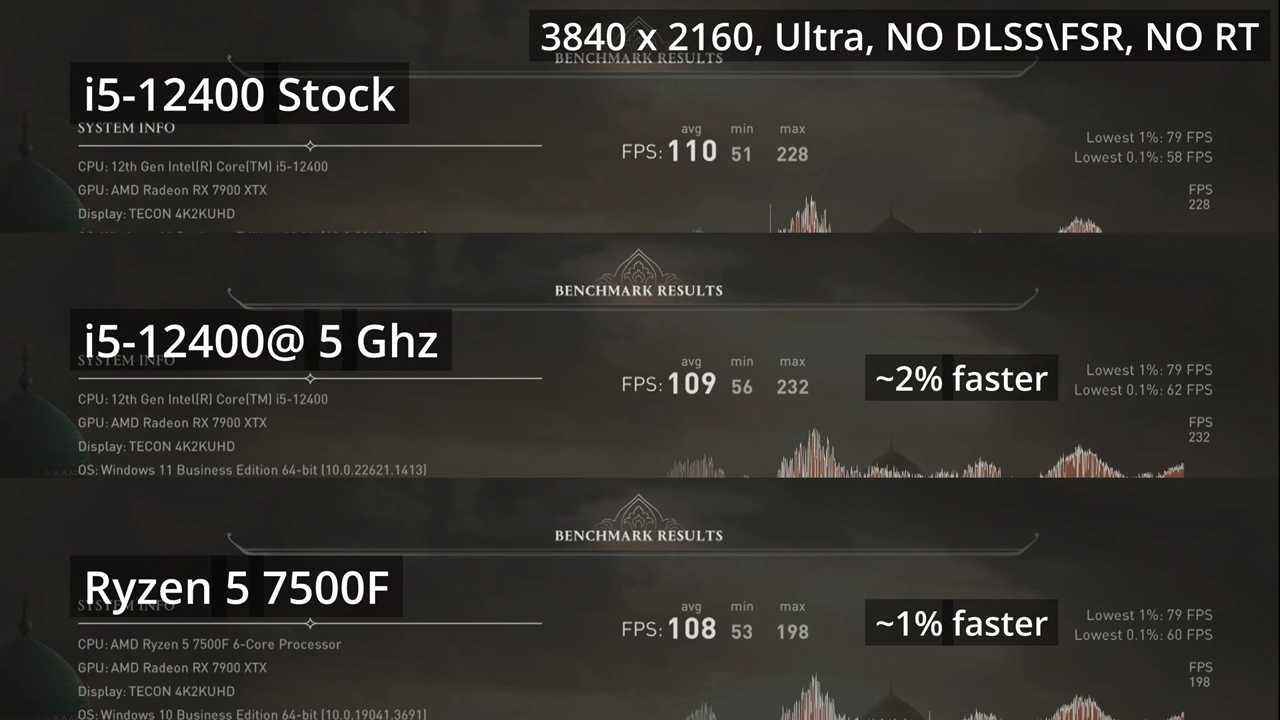 3840 x 2160, Ultra, NO DLSS\FSR, NO RT
BENCHMARK RESULTS
i5-12400 Stock
SYSTEM INFO
avg min max
FPS: 110 51 228
Lowest 1%: 79 FPS
Lowest 0.1%: 58 FPS
CPU: 12th Gen Intel(R) Core(TM) i5-12400
GPU: AMD Radeon RX 7900 XTX
Display: TECON 4K2KUHD
FPS
228
BENCHMARK RESULTS
i5-12400@ 5 Ghz
SYSTEM INFO
avg min max
FPS: 109 56 232
~2% faster
Lowest 1%: 79 FPS
Lowest 0.1%: 62 FPS
CPU: 12th Gen Intel(R) Core(TM) i5-12400
GPU: AMD Radeon RX 7900 XTX
Display: TECON 4K2KUHD
OS: Windows 11 Business Edition 64-bit (10.0.22621.1413)
FPS
232
BENCHMARK RESULTS
Ryzen 5 7500F
SYSTEM INFO
avg min max
FPS: 108 53 198
~1% faster
Lowest 1%: 79 FPS
Lowest 0.1%: 60 FPS
CPU: AMD Ryzen 5 7500F 6-Core Processor
GPU: AMD Radeon RX 7900 XTX
Display: TECON 4K2KUHD
OS: Windows 10 Business Edition 64-bit (10.0.19041.3691)
FPS
198